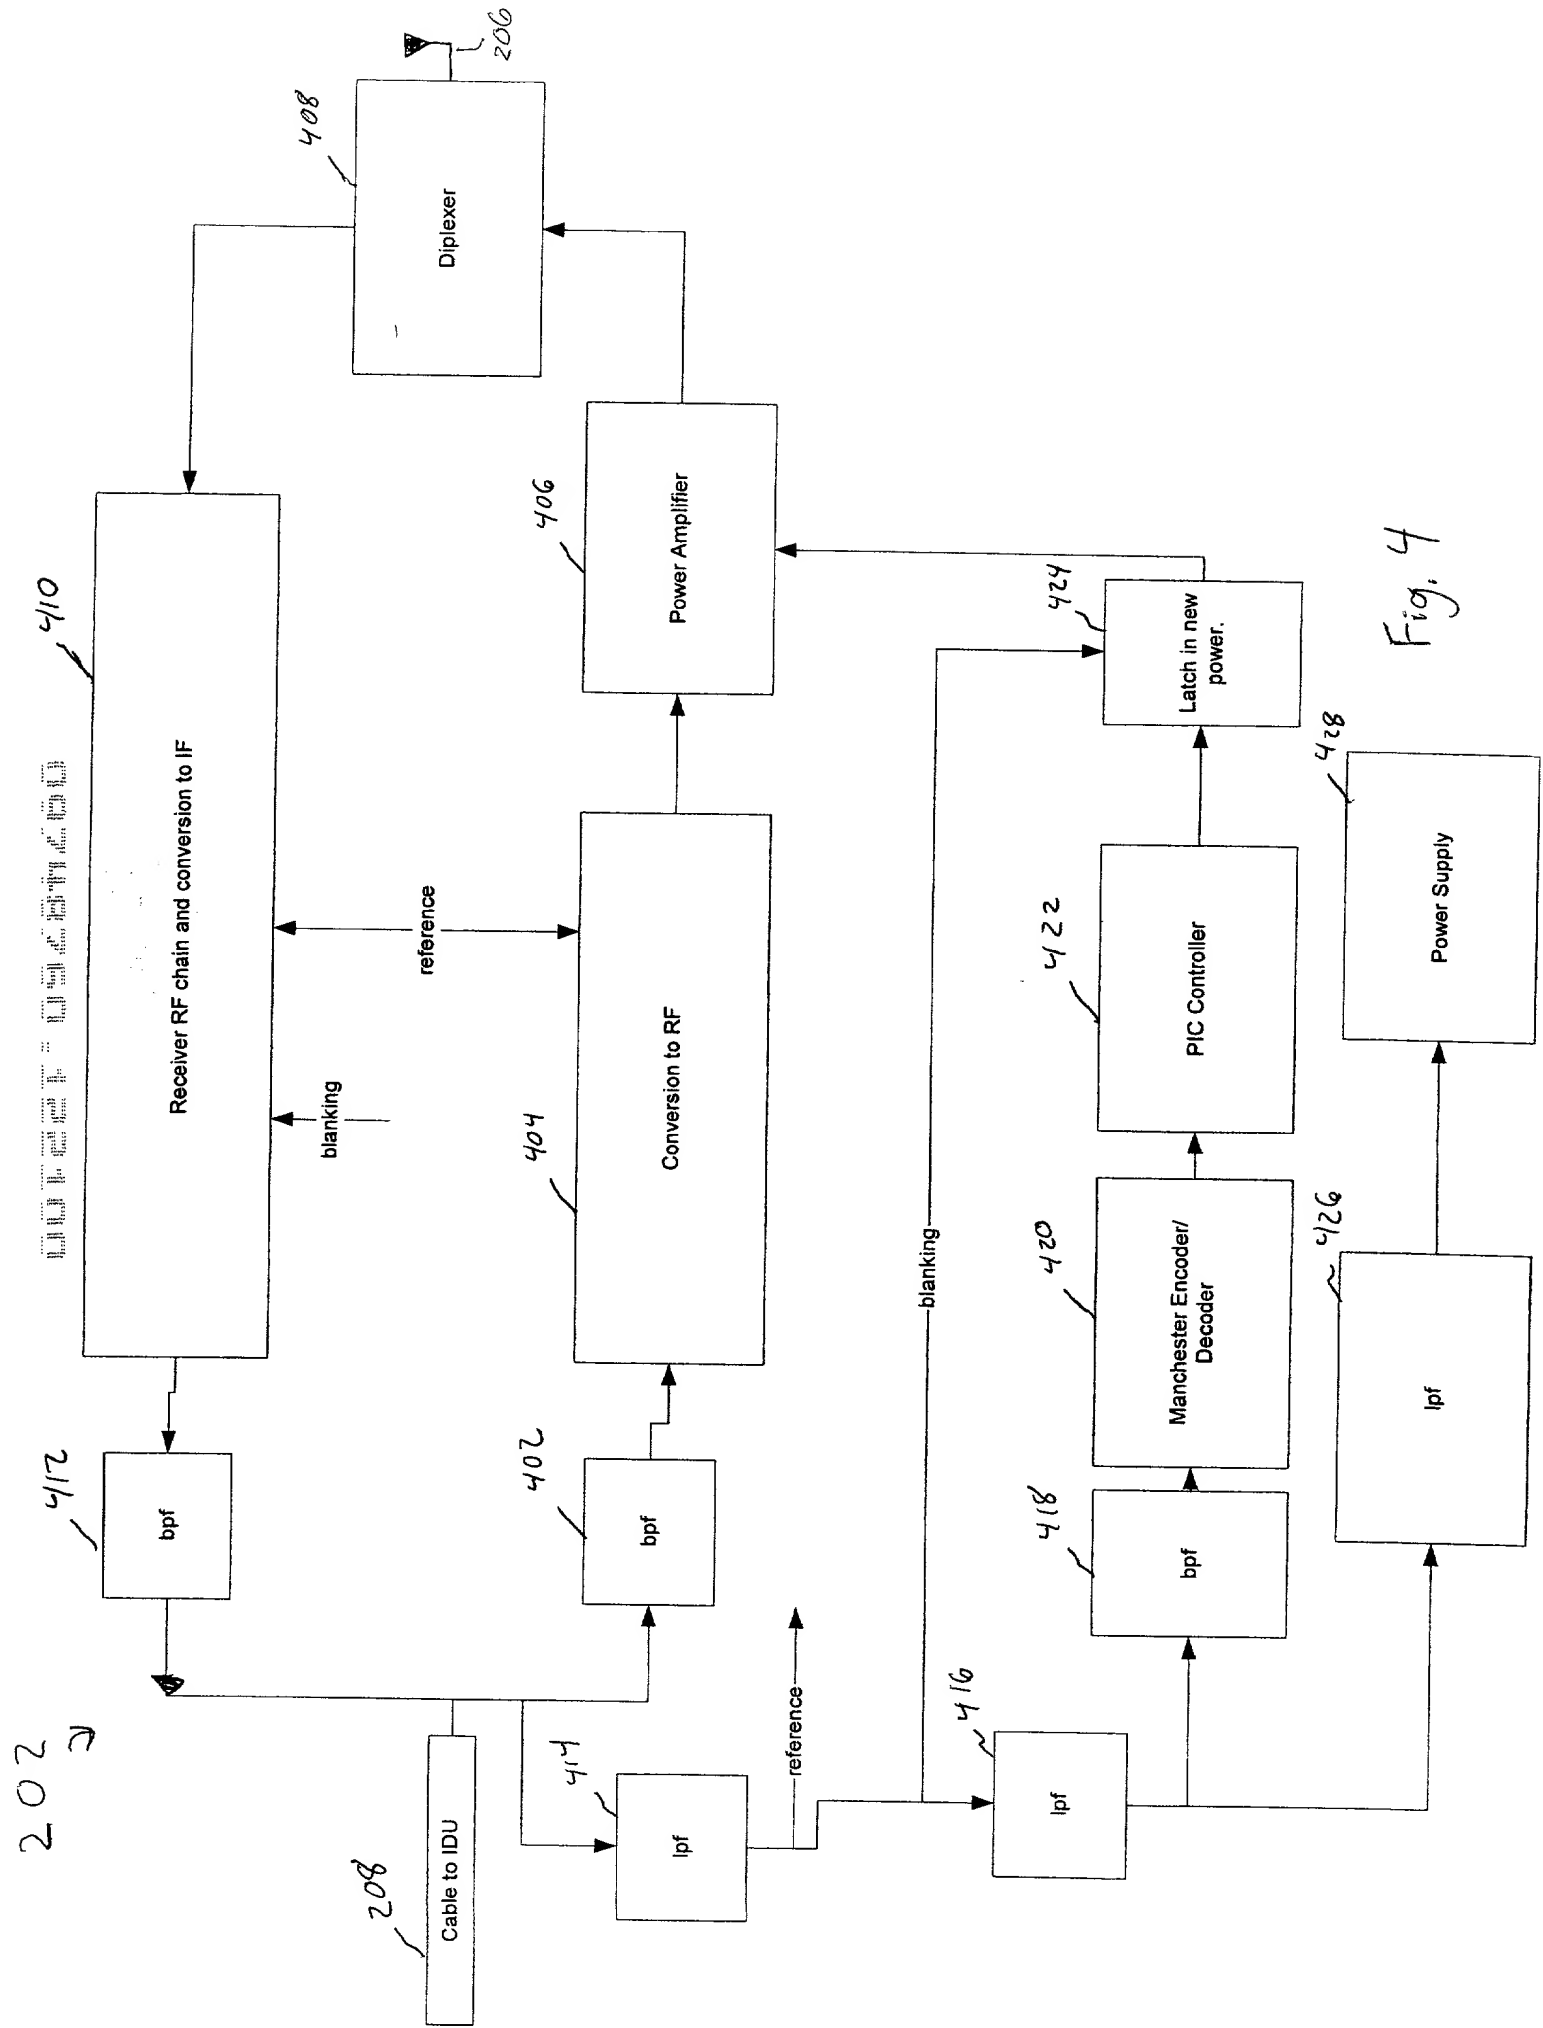 202
412
410
bpf
Receiver RF chain and conversion to IF
blanking
408
208
reference
Diplexer
206
Cable to IDU
402
404
406
414
bpf
Conversion to RF
Power Amplifier
lpf
reference
blanking
416
418
420
422
424
lpf
bpf
Manchester Encoder/
Decoder
PIC Controller
Latch in new
power.
426
428
lpf
Power Supply
Fig. 4